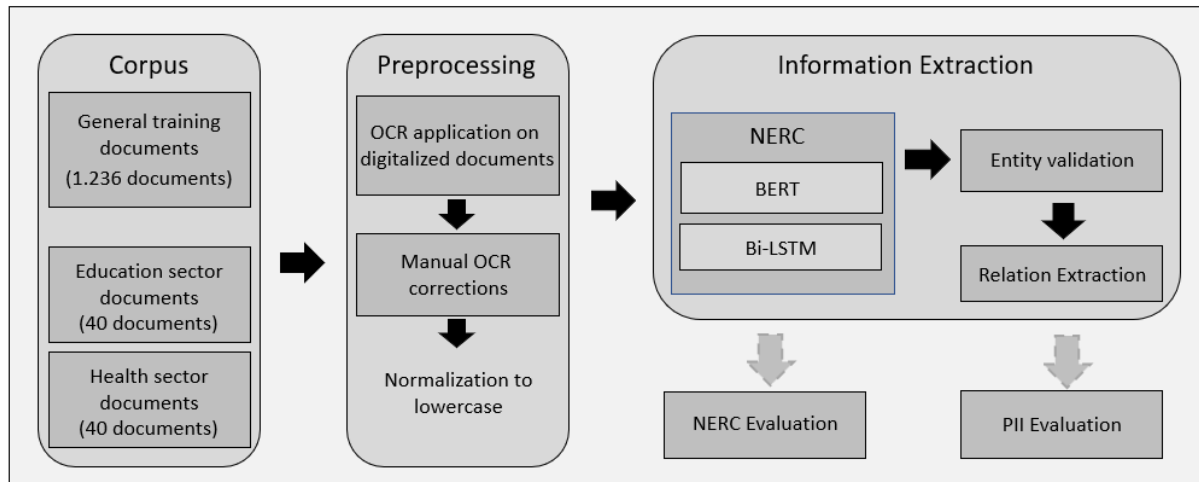 Corpus
General training
documents
(1.236 documents)
Education sector
documents
(40 documents)
Health sector
documents
(40 documents)
Preprocessing
OCR application on
digitalized documents
Manual OCR
corrections
Normalization to
lowercase
Information Extraction
NERC
BERT
Bi-LSTM
Entity validation
Relation Extraction
NERC Evaluation
PII Evaluation